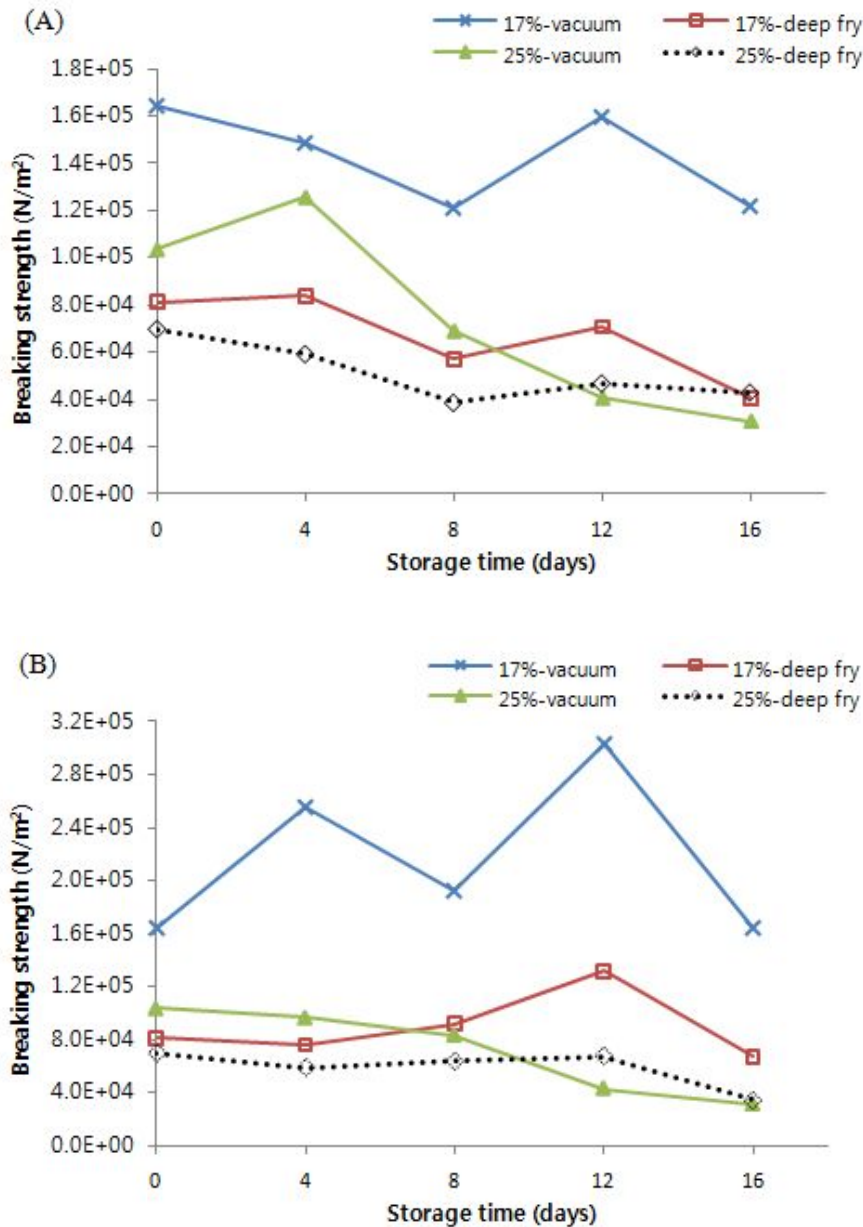 (A)
17%-vacuum 17%-deep fry
25%-vacuum 25%-deep fry
1.8E+05
1.6E+05
1.4E+05
1.2E+05
1.0E+05
8.0E+04
6.0E+04
4.0E+04
2.0E+04
0.0E+00
Breaking strength (N/m²)
0 4 8 12 16
Storage time (days)
(B)
17%-vacuum 17%-deep fry
25%-vacuum 25%-deep fry
3.2E+05
2.8E+05
2.4E+05
2.0E+05
1.6E+05
1.2E+05
8.0E+04
4.0E+04
0.0E+00
Breaking strength (N/m²)
0 4 8 12 16
Storage time (days)